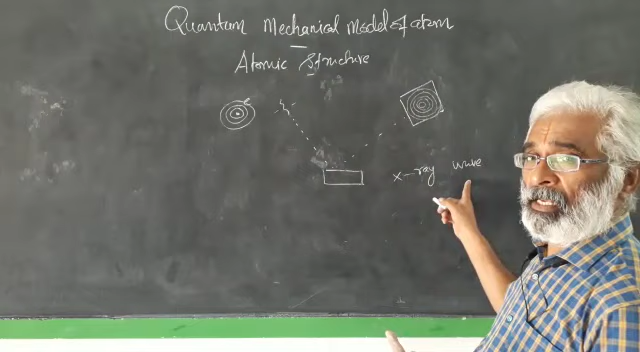 Quantum Mechanical Model of atom
Atomic Structure
x-ray wave